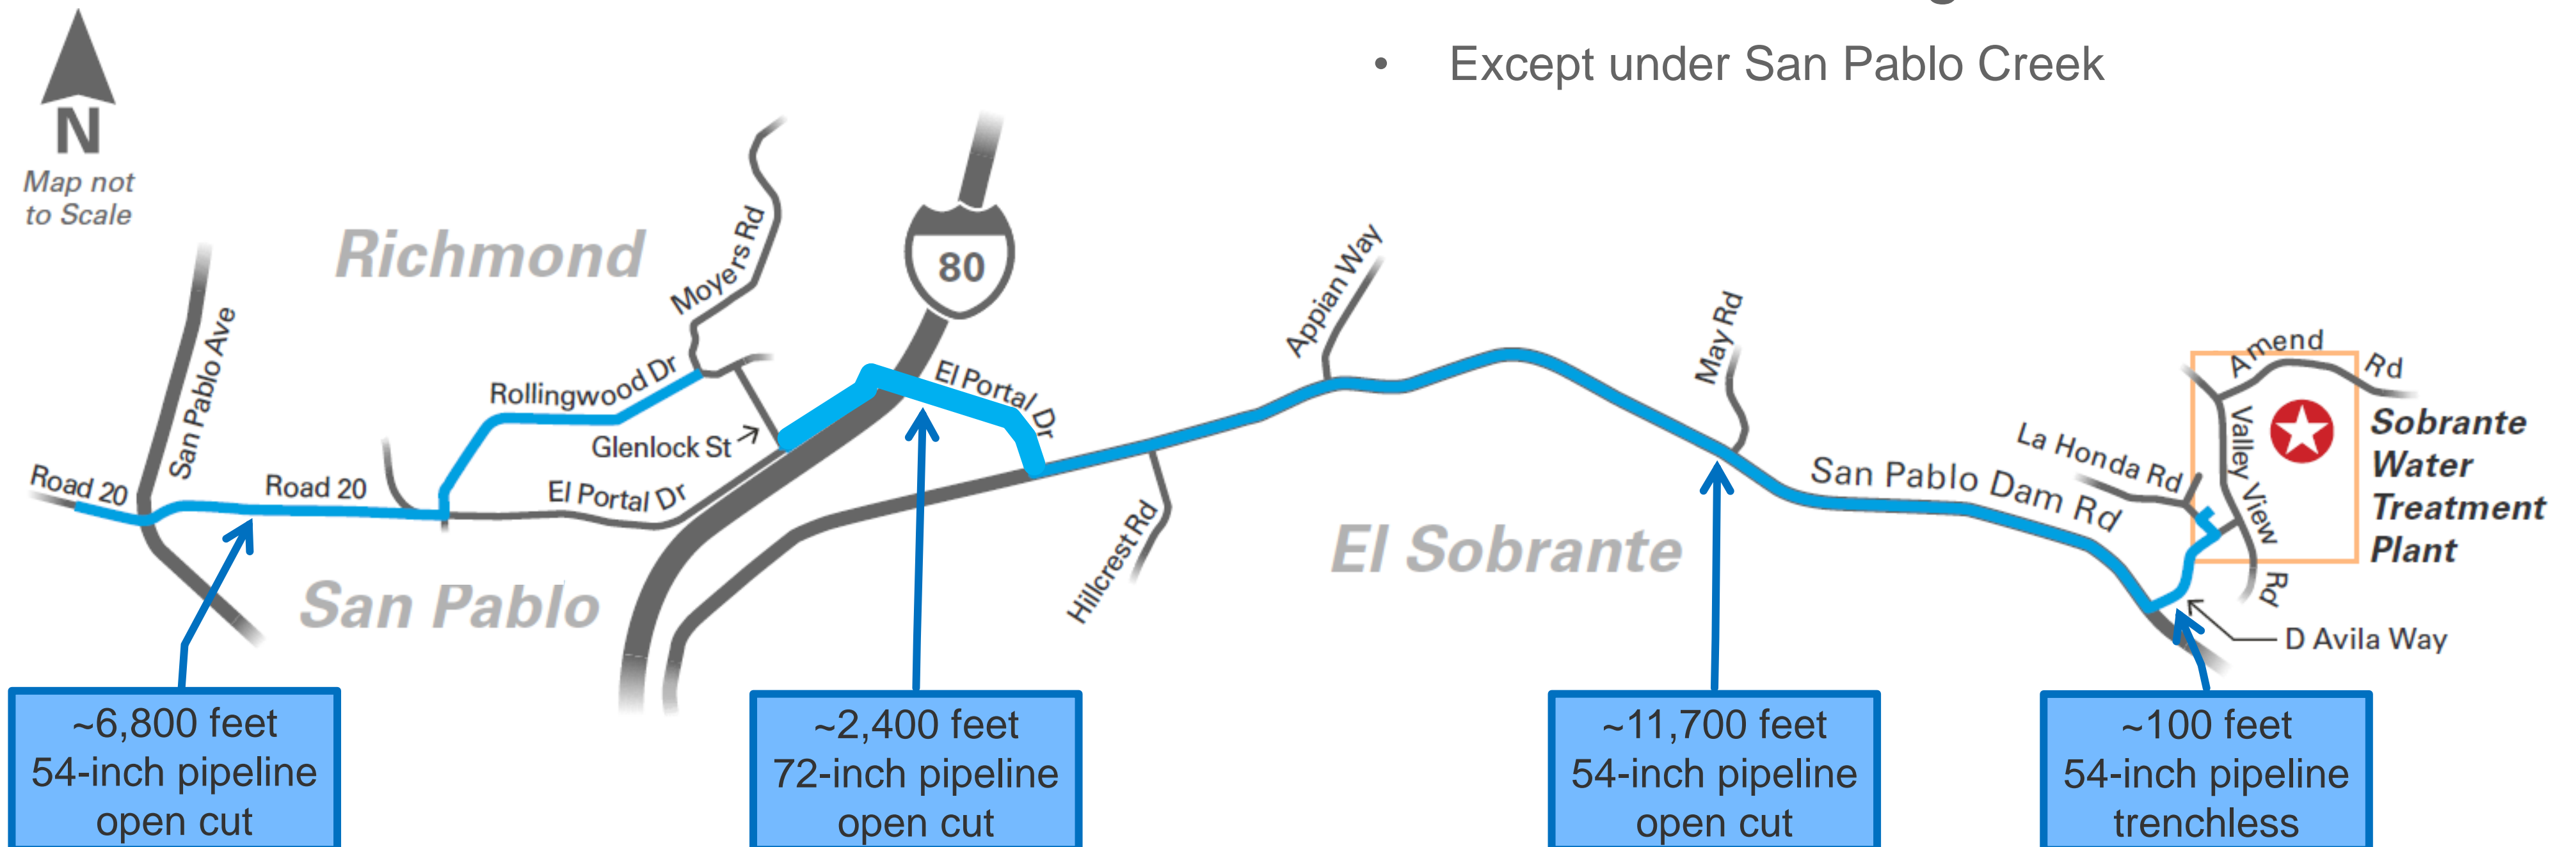 • Except under San Pablo Creek
N
Map not
to Scale
Richmond
San Pablo Ave
Moyers Rd
80
Rollingwood Dr
El Portal Dr
Glenlock St
Road 20
Road 20
El Portal Dr
San Pablo
Appian Way
May Rd
Hillcrest Rd
El Sobrante
San Pablo Dam Rd
La Honda Rd
Amend Rd
Valley View Rd
Sobrante
Water
Treatment
Plant
D Avila Way
~6,800 feet
54-inch pipeline
open cut
~2,400 feet
72-inch pipeline
open cut
~11,700 feet
54-inch pipeline
open cut
~100 feet
54-inch pipeline
trenchless